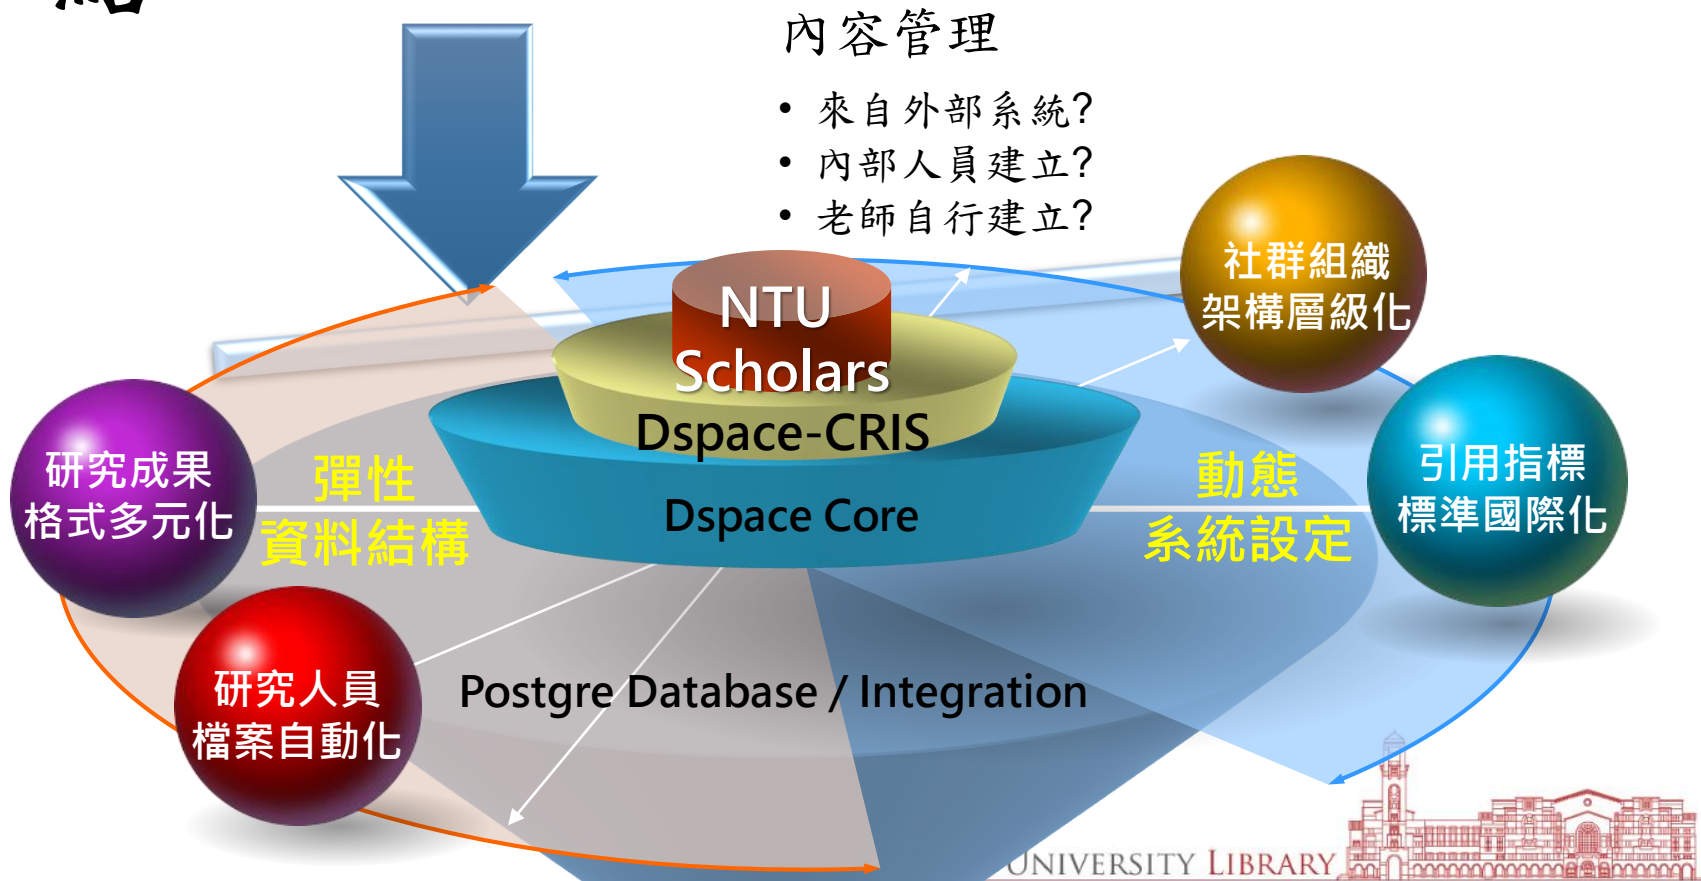 內容管理
• 來自外部系統?
• 內部人員建立?
• 老師自行建立?
社群組織
架構層級化
NTU
Scholars
Dspace-CRIS
Dspace Core
研究成果
格式多元化
彈性
資料結構
動態
系統設定
引用指標
標準國際化
研究人員
檔案自動化
Postgre Database / Integration
UNIVERSITY LIBRARY